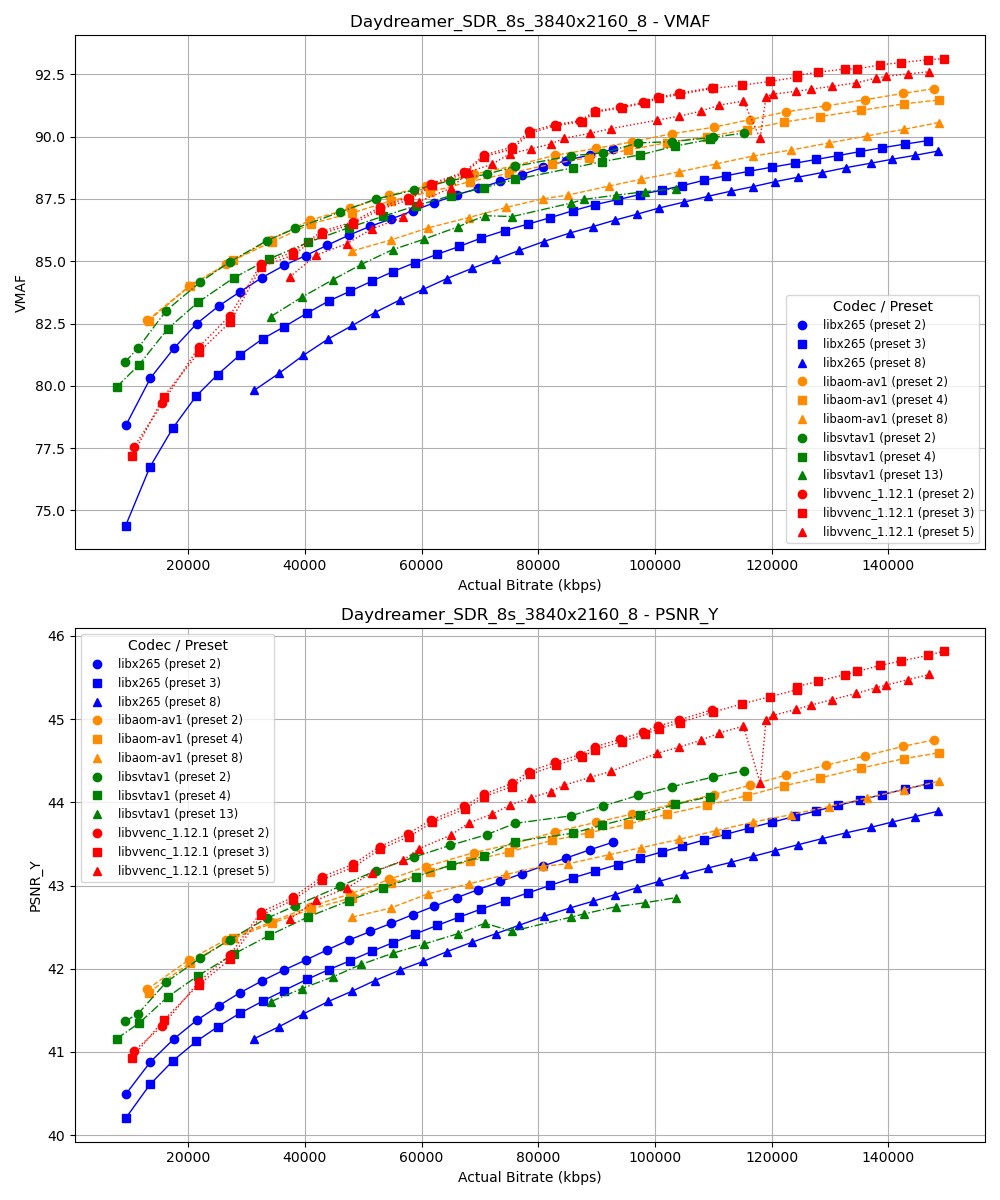 Daydreamer_SDR_8s_3840x2160_8 - VMAF
92.5
90.0
87.5
85.0
82.5
80.0
77.5
75.0
VMAF
Codec / Preset
libx265 (preset 2)
libx265 (preset 3)
libx265 (preset 8)
libaom-av1 (preset 2)
libaom-av1 (preset 4)
libaom-av1 (preset 8)
libsvtav1 (preset 2)
libsvtav1 (preset 4)
libsvtav1 (preset 13)
libvvenc_1.12.1 (preset 2)
libvvenc_1.12.1 (preset 3)
libvvenc_1.12.1 (preset 5)
20000 40000 60000 80000 100000 120000 140000
Actual Bitrate (kbps)
Daydreamer_SDR_8s_3840x2160_8 - PSNR_Y
46
45
44
43
42
41
40
PSNR_Y
Codec / Preset
libx265 (preset 2)
libx265 (preset 3)
libx265 (preset 8)
libaom-av1 (preset 2)
libaom-av1 (preset 4)
libaom-av1 (preset 8)
libsvtav1 (preset 2)
libsvtav1 (preset 4)
libsvtav1 (preset 13)
libvvenc_1.12.1 (preset 2)
libvvenc_1.12.1 (preset 3)
libvvenc_1.12.1 (preset 5)
20000 40000 60000 80000 100000 120000 140000
Actual Bitrate (kbps)